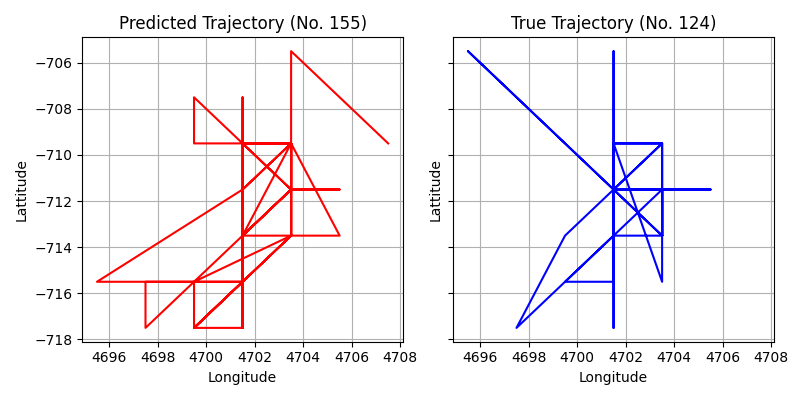 Predicted Trajectory (No. 155)
True Trajectory (No. 124)
Lattitude
−706
−708
−710
−712
−714
−716
−718
4696 4698 4700 4702 4704 4706 4708
Longitude
Lattitude
4696 4698 4700 4702 4704 4706 4708
Longitude